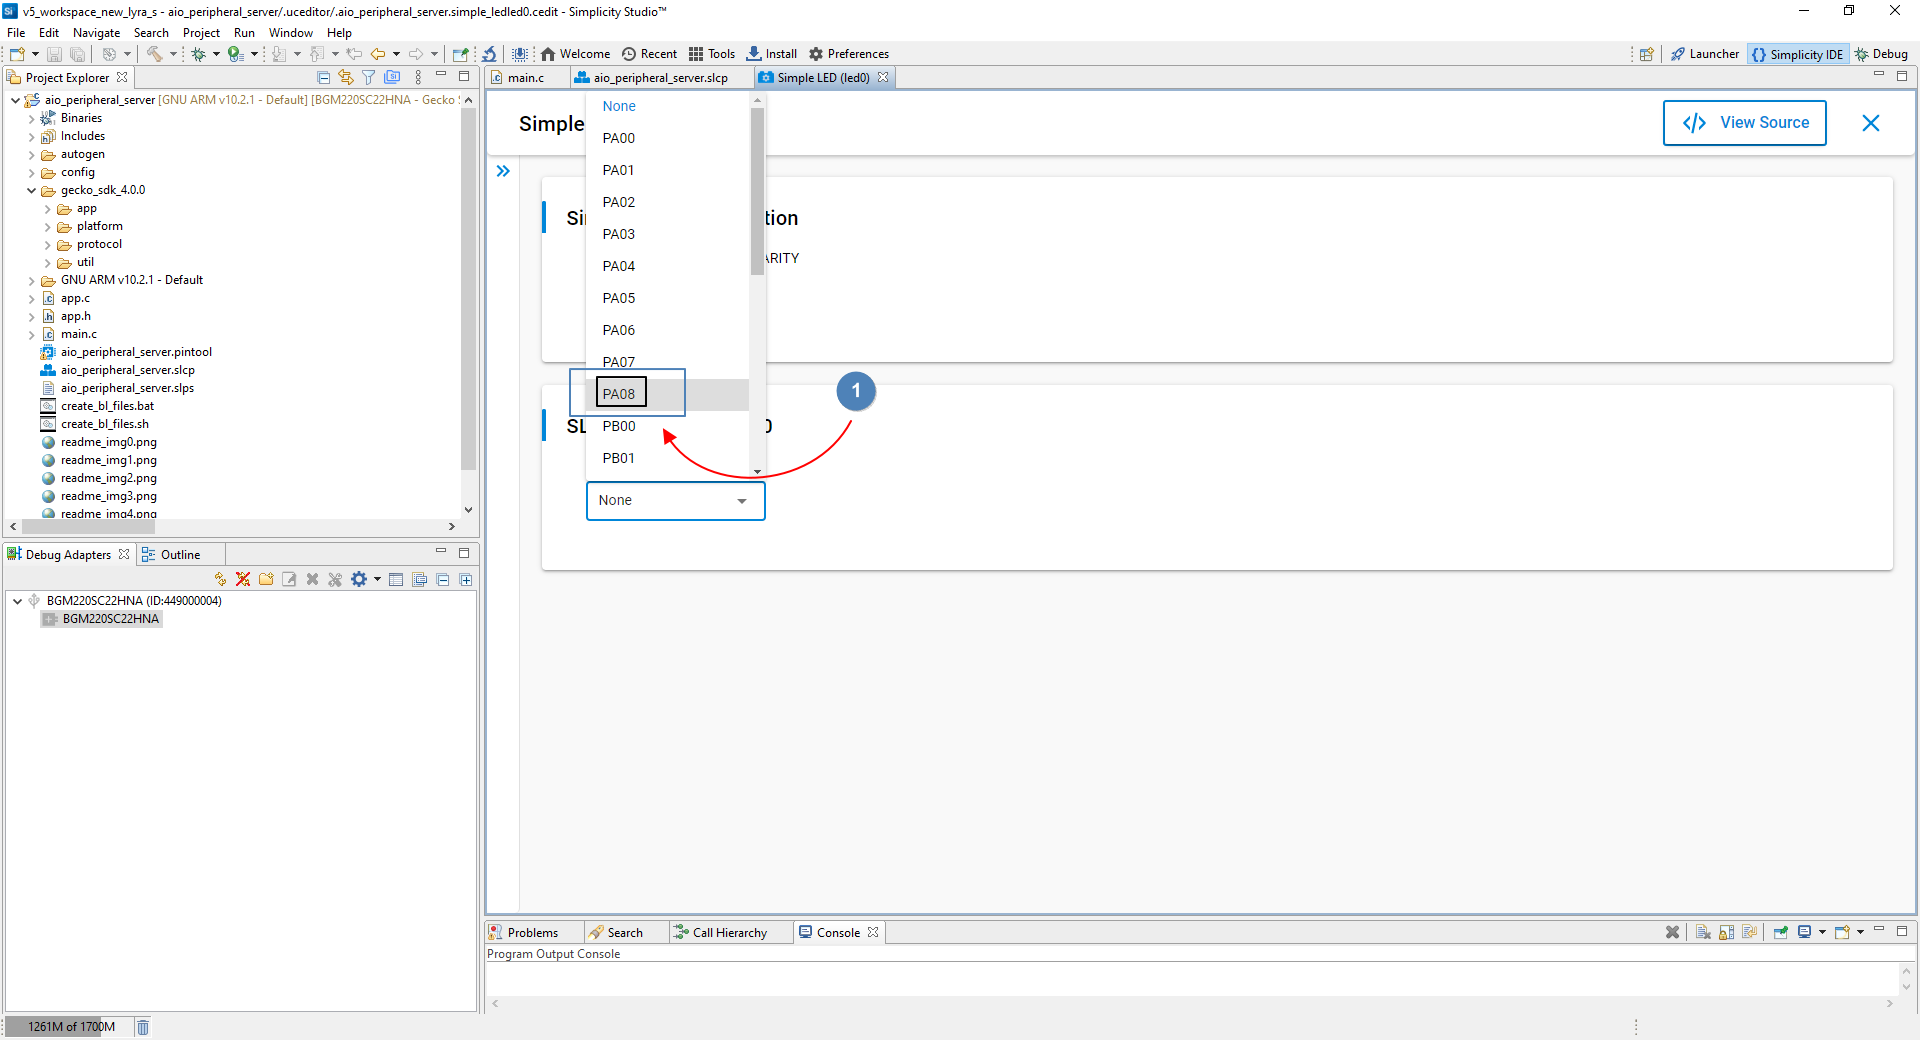 v5_workspace_new_lyra_s - aio_peripheral_server/.uceditor/.aio_peripheral_server.simple_ledled0.cedit - Simplicity Studio™
File Edit Navigate Search Project Run Window Help
Welcome Recent Tools Install Preferences Launcher Simplicity IDE Debug
Project Explorer
aio_peripheral_server [GNU ARM v10.2.1 - Default] [BGM220SC22HNA - Gecko
Binaries
Includes
autogen
config
gecko_sdk_4.0.0
app
platform
protocol
util
GNU ARM v10.2.1 - Default
app.c
app.h
main.c
aio_peripheral_server.pintool
aio_peripheral_server.slcp
aio_peripheral_server.slps
create_bl_files.bat
create_bl_files.sh
readme_img0.png
readme_img1.png
readme_img2.png
readme_img3.png
readme_img4.png
Debug Adapters Outline
BGM220SC22HNA (ID:449000004)
BGM220SC22HNA
1261M of 1700M
main.c aio_peripheral_server.slcp Simple LED (led0)
Simple
View Source
None
PA00
PA01
PA02
PA03
PA04
PA05
PA06
PA07
PA08
PB00
PB01
tion
ARITY
1
None
Problems Search Call Hierarchy Console
Program Output Console